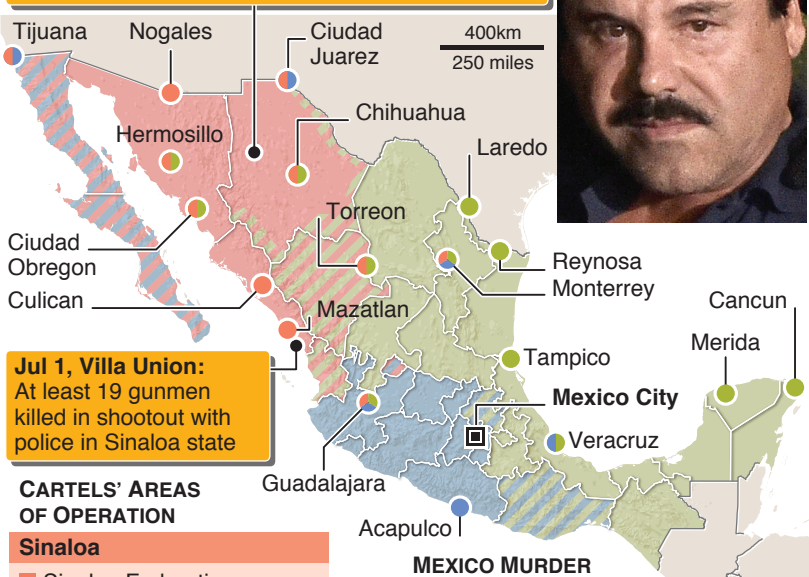 Tijuana
Nogales
Ciudad
Juarez
400km
250 miles
Hermosillo
Chihuahua
Laredo
Torreon
Ciudad
Obregon
Culican
Reynosa
Monterrey
Cancun
Mazatlan
Merida
Jul 1, Villa Union:
At least 19 gunmen
killed in shootout with
police in Sinaloa state
Tampico
Mexico City
Veracruz
Guadalajara
CARTELS' AREAS
OF OPERATION
Acapulco
Sinaloa
MEXICO MURDER